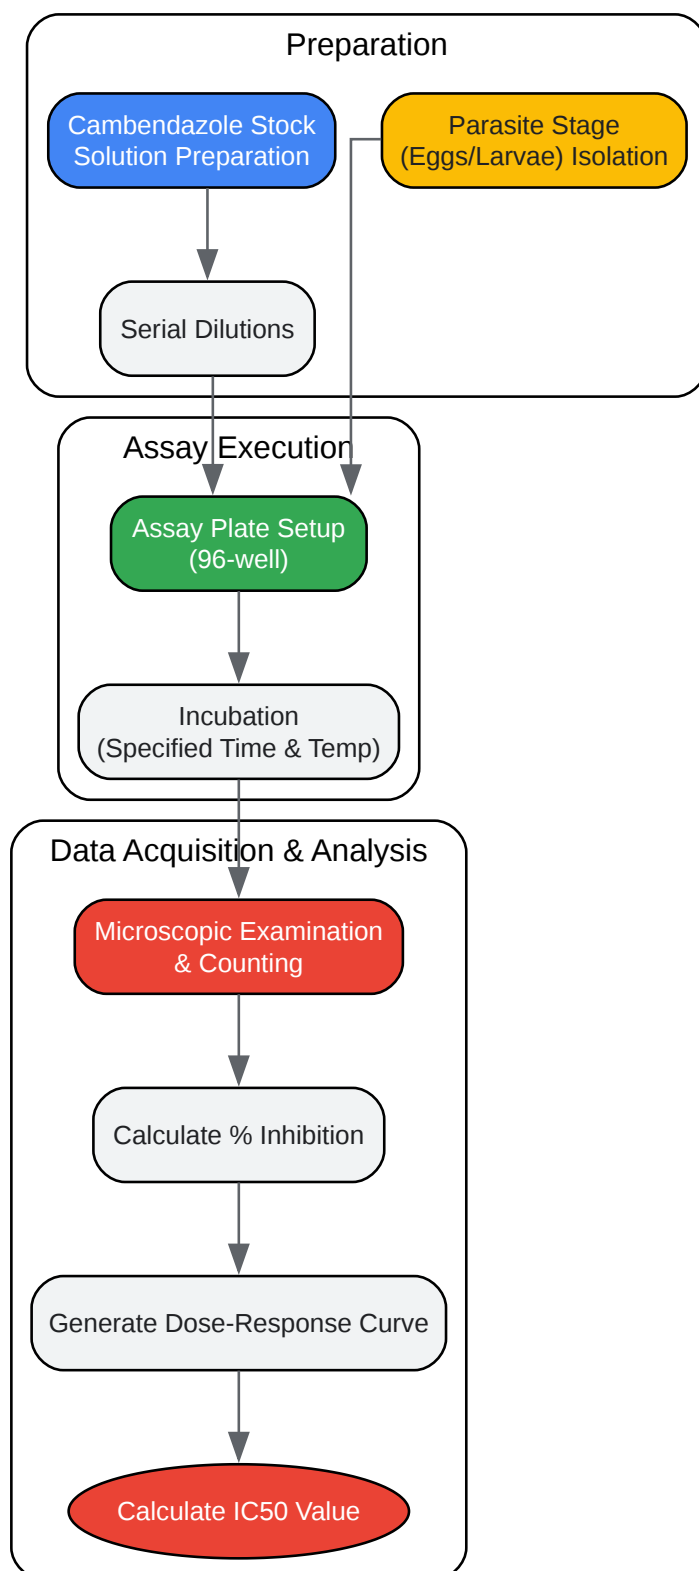 Preparation
Cambendazole Stock
Solution Preparation
Parasite Stage
(Eggs/Larvae) Isolation
Serial Dilutions
Assay Execution
Assay Plate Setup
(96-well)
Incubation
(Specified Time & Temp)
Data Acquisition & Analysis
Microscopic Examination
& Counting
Calculate % Inhibition
Generate Dose-Response Curve
Calculate IC50 Value